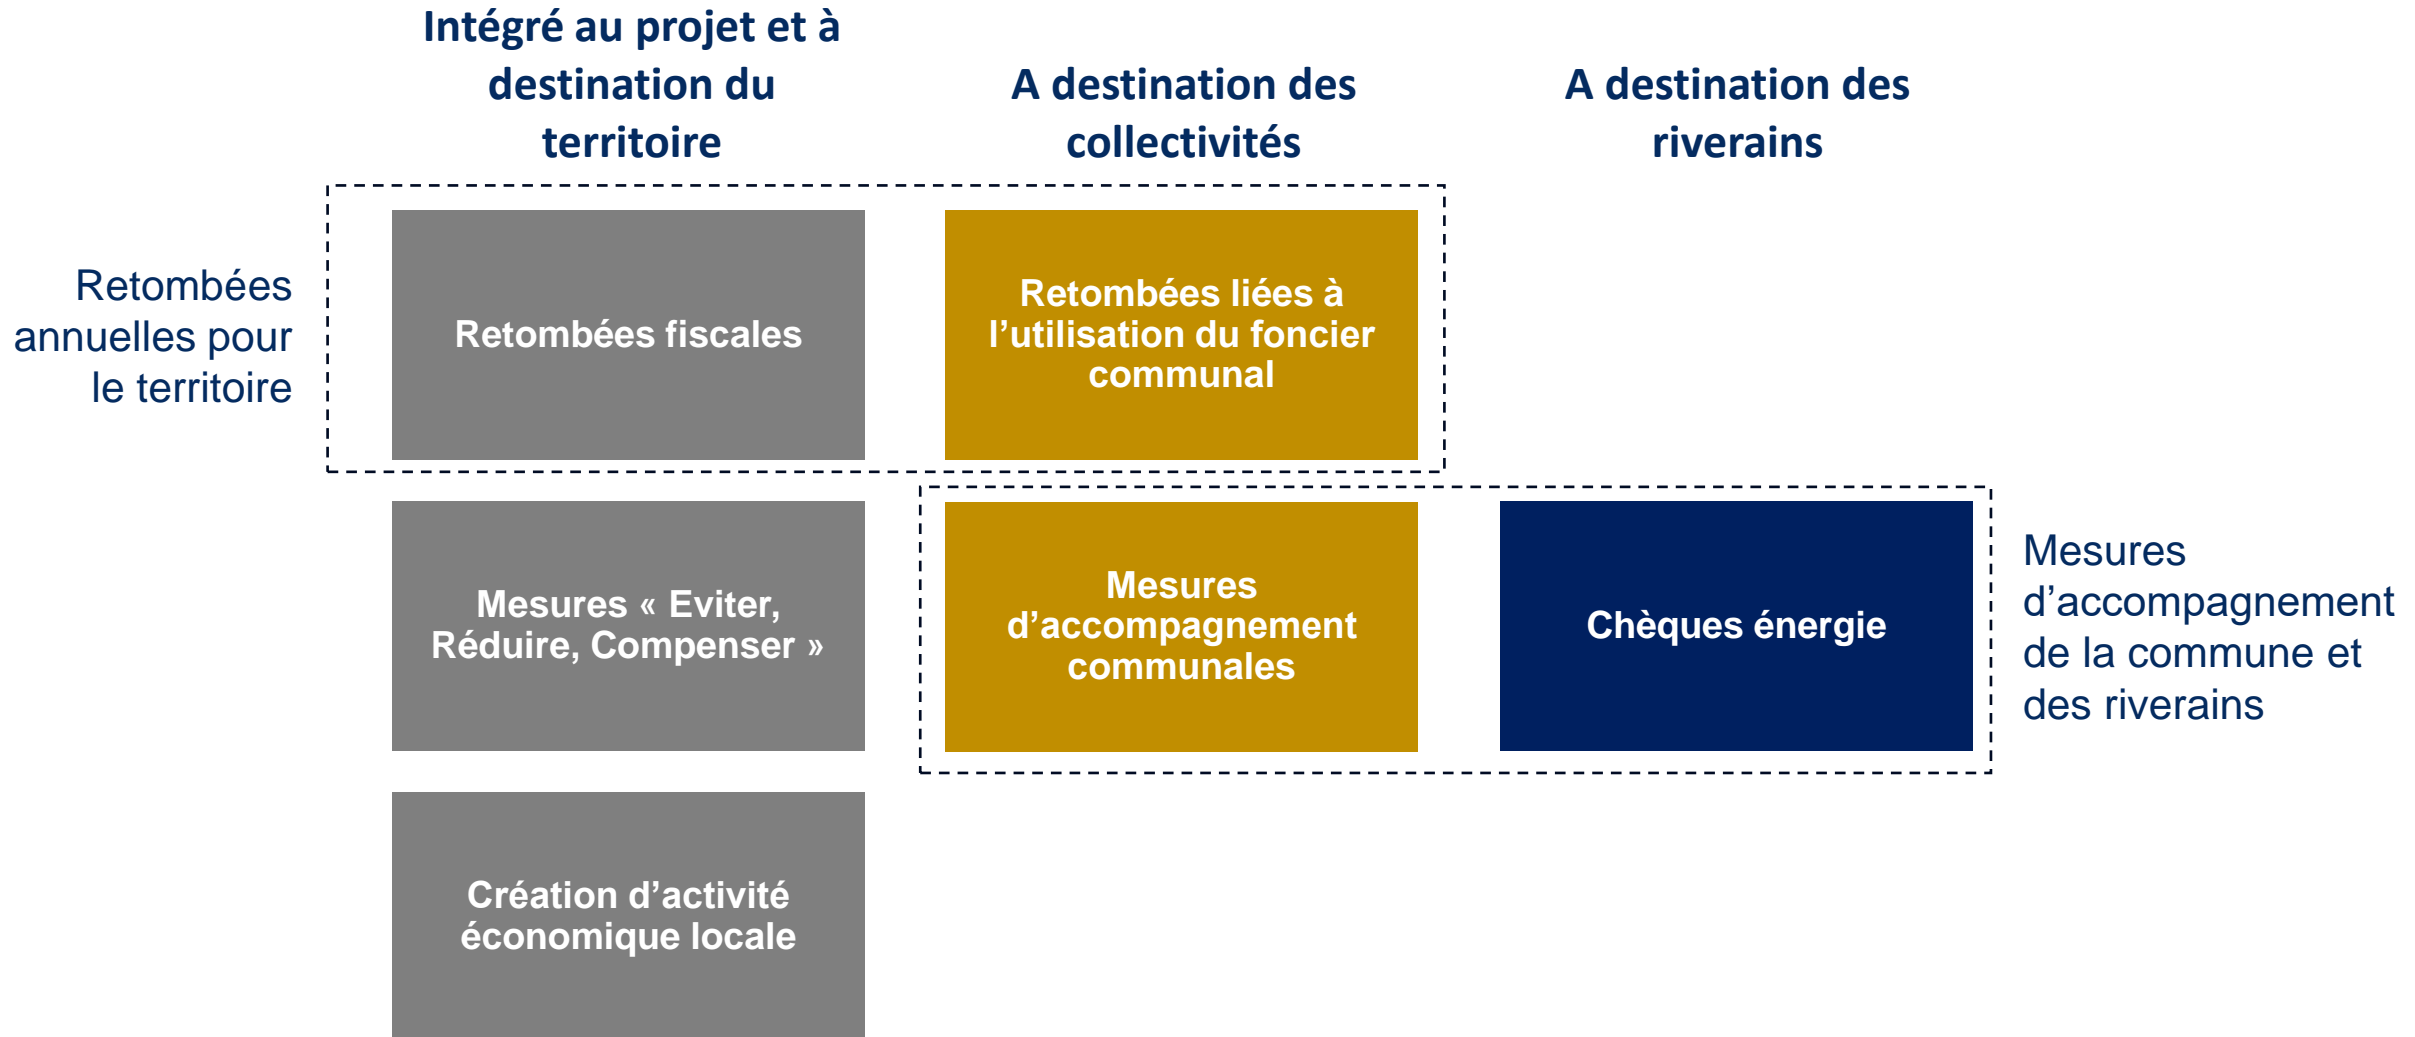 Intégré au projet et à
destination du
territoire
A destination des
collectivités
A destination des
riverains
Retombées
annuelles pour
le territoire
Retombées fiscales
Retombées liées à
l’utilisation du foncier
communal
Mesures « Eviter,
Réduire, Compenser »
Mesures
d’accompagnement
communales
Chèques énergie
Mesures
d’accompagnement
de la commune et
des riverains
Création d’activité
économique locale